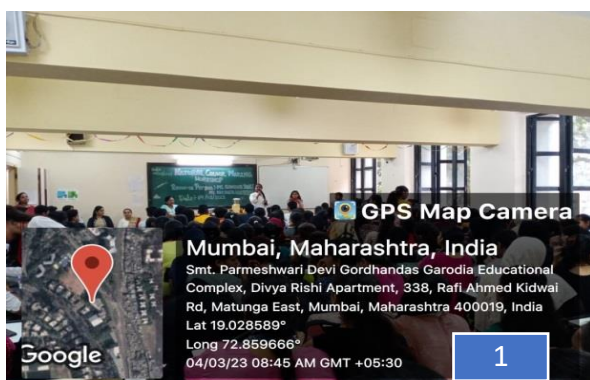 GPS Map Camera
Mumbai, Maharashtra, India
Smt. Parmeshwari Devi Gordhandas Garodia Educational
Complex, Divya Rishi Apartment, 338, Rafi Ahmed Kidwai
Rd, Matunga East, Mumbai, Maharashtra 400019, India
Lat 19.028589°
Long 72.859666°
04/03/23 08:45 AM GMT +05:30
Google
1